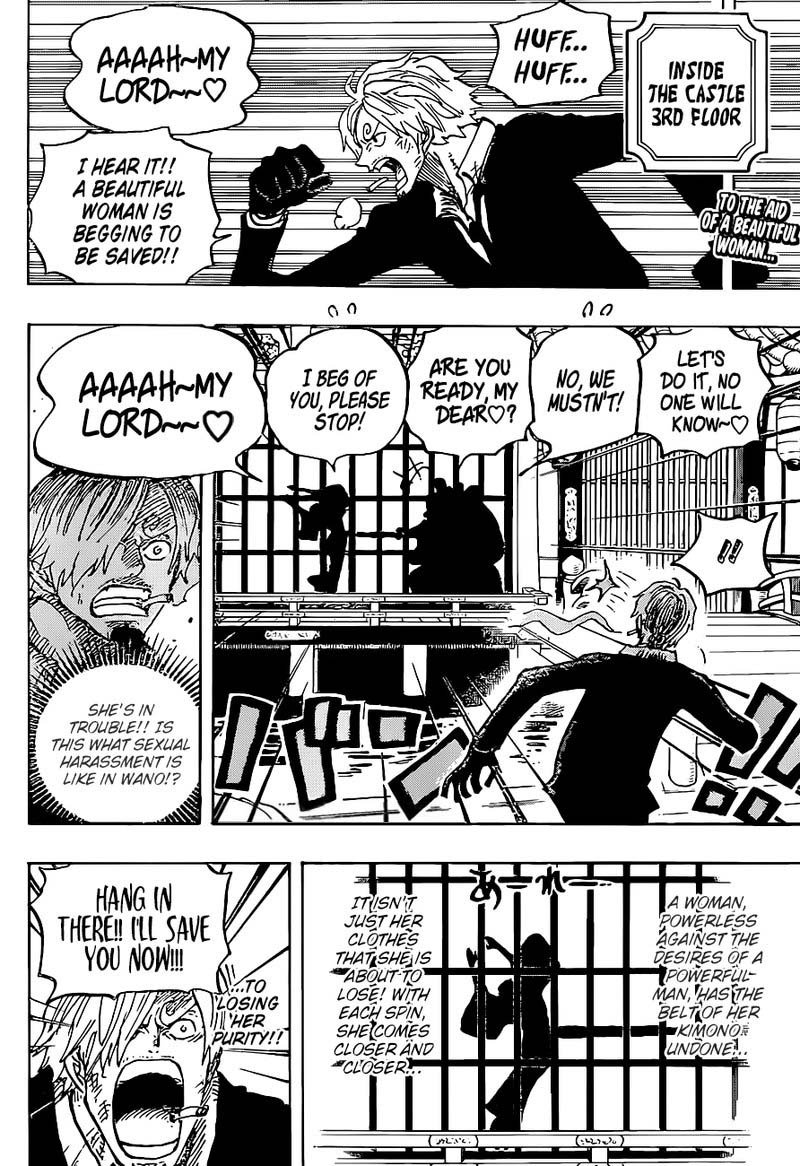 INSIDE
THE CASTLE
3RD FLOOR
TO THE AID
OF A BEAUTIFUL
WOMAN...
HUFF...
HUFF...
AAAAH~MY
LORD~~♡
I HEAR IT!!
A BEAUTIFUL
WOMAN IS
BEGGING TO
BE SAVED!!
LET'S
DO IT, NO
ONE WILL
KNOW~♡
NO, WE
MUSTN'T!
ARE YOU
READY, MY
DEAR♡?
I BEG OF
YOU, PLEASE
STOP!
AAAAH~MY
LORD~~♡
!!
SHE'S IN
TROUBLE!! IS
THIS WHAT SEXUAL
HARASSMENT IS
LIKE IN WANO!?
A WOMAN,
POWERLESS
AGAINST THE
DESIRES OF A
POWERFUL
MAN, HAS THE
BELT OF HER
KIMONO
UNDONE...
あーれー
IT ISN'T
JUST HER
CLOTHES
THAT SHE IS
ABOUT TO
LOSE! WITH
EACH SPIN,
SHE COMES
CLOSER AND
CLOSER...
...TO
LOSING
HER
PURITY!!
HANG IN
THERE!! I'LL SAVE
YOU NOW!!!